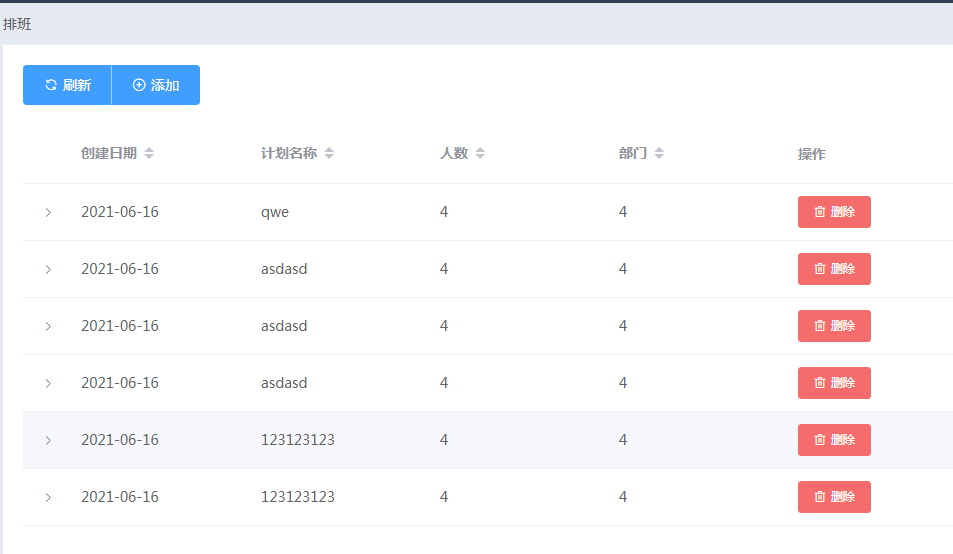 排班
刷新 添加
创建日期 计划名称 人数 部门 操作
2021-06-16 qwe 4 4 删除
2021-06-16 asdasd 4 4 删除
2021-06-16 asdasd 4 4 删除
2021-06-16 asdasd 4 4 删除
2021-06-16 123123123 4 4 删除
2021-06-16 123123123 4 4 删除